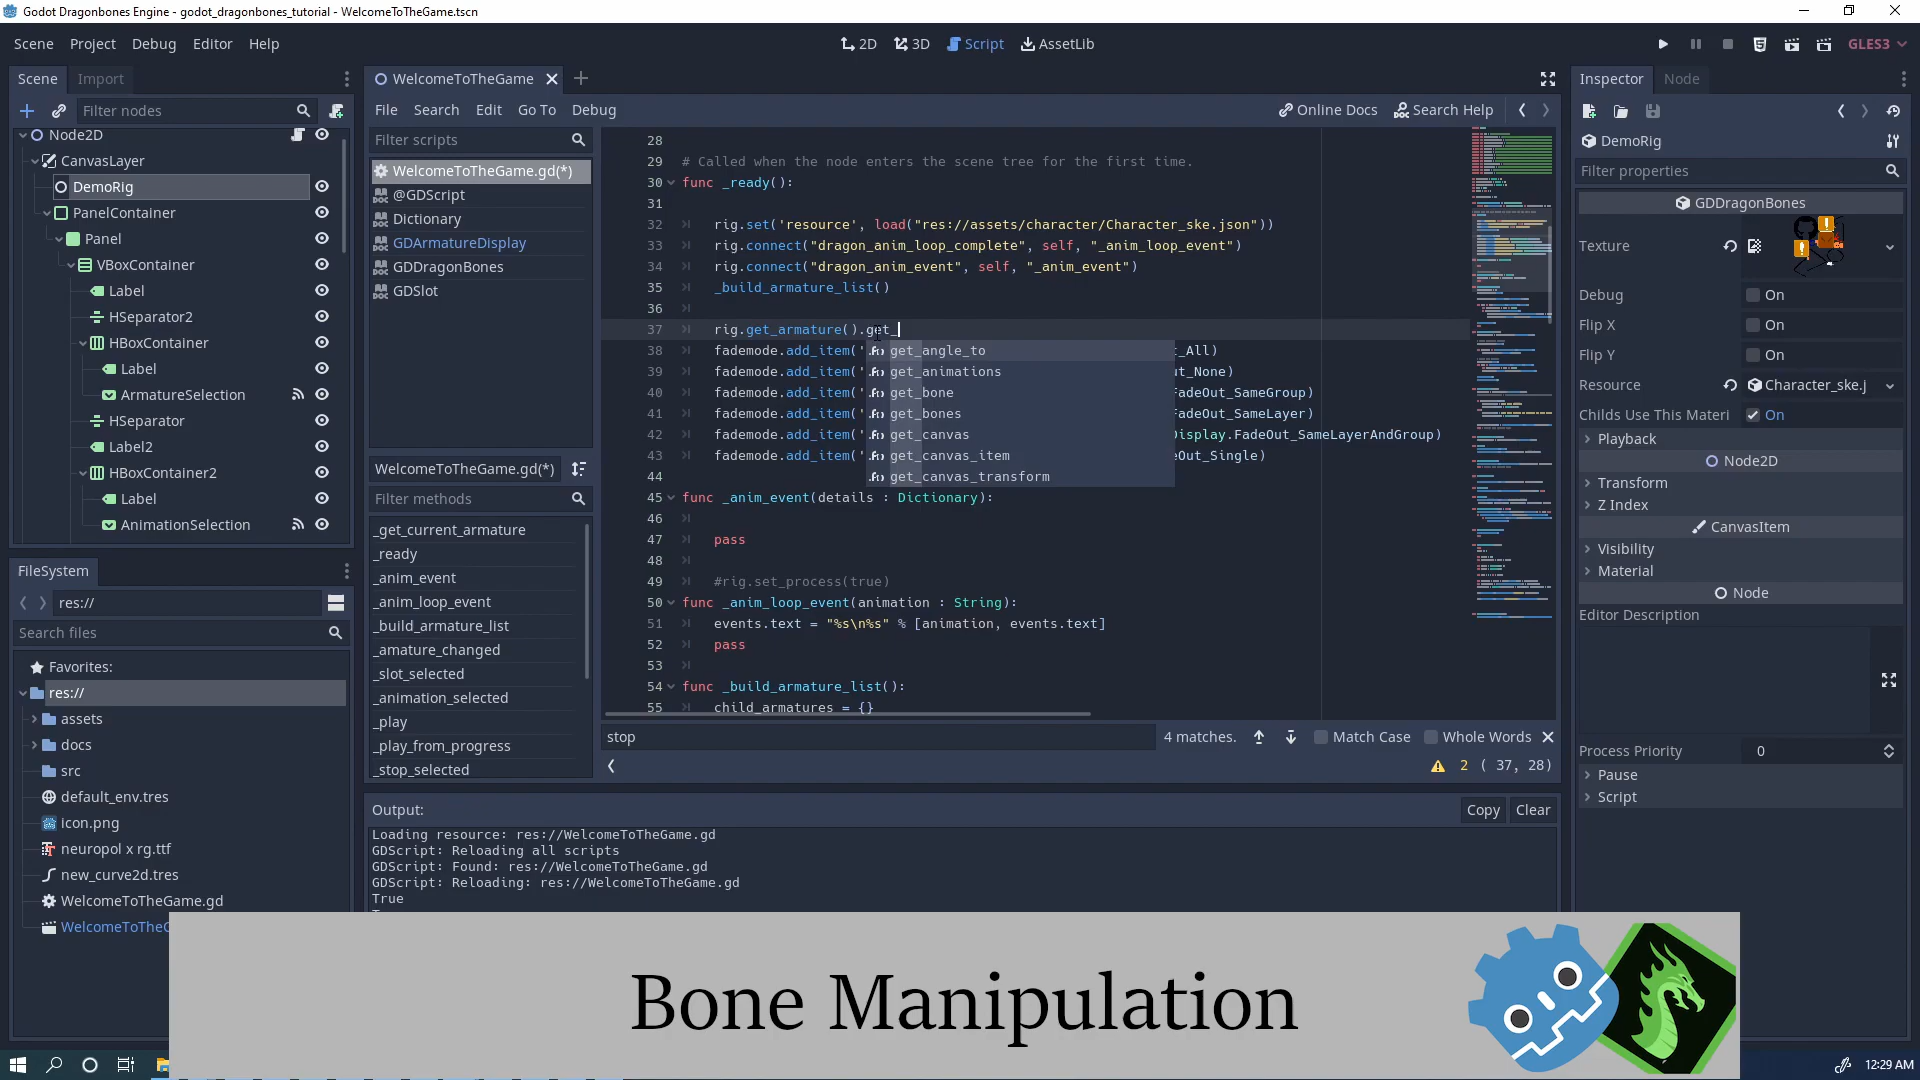 Godot Dragonbones Engine - godot_dragonbones_tutorial - WelcomeToTheGame.tscn
Scene Project Debug Editor Help
2D 3D Script AssetLib
GLES3
Scene Import
Filter nodes
Node2D
CanvasLayer
DemoRig
PanelContainer
Panel
VBoxContainer
Label
HSeparator2
HBoxContainer
Label
ArmatureSelection
HSeparator
Label2
HBoxContainer2
Label
AnimationSelection
FileSystem
res://
Search files
Favorites:
res://
assets
docs
src
default_env.tres
icon.png
neuropol x rg.ttf
new_curve2d.tres
WelcomeToTheGame.gd
WelcomeToTheG
WelcomeToTheGame
File Search Edit Go To Debug
Online Docs Search Help
Filter scripts
WelcomeToTheGame.gd(*)
@GDScript
Dictionary
GDArmatureDisplay
GDDragonBones
GDSlot
WelcomeToTheGame.gd(*)
Filter methods
_get_current_armature
_ready
_anim_event
_anim_loop_event
_build_armature_list
_amature_changed
_slot_selected
_animation_selected
_play
_play_from_progress
_stop_selected
28
29 # Called when the node enters the scene tree for the first time.
30 func _ready():
31
32 rig.set('resource', load("res://assets/character/Character_ske.json"))
33 rig.connect("dragon_anim_loop_complete", self, "_anim_loop_event")
34 rig.connect("dragon_anim_event", self, "_anim_event")
35 _build_armature_list()
36
37 rig.get_armature().get_
38 fademode.add_item(' t_All)
39 fademode.add_item(' ut_None)
40 fademode.add_item(' FadeOut_SameGroup)
41 fademode.add_item(' FadeOut_SameLayer)
42 fademode.add_item(' Display.FadeOut_SameLayerAndGroup)
43 fademode.add_item(' eOut_Single)
44
get_angle_to
get_animations
get_bone
get_bones
get_canvas
get_canvas_item
get_canvas_transform
45 func _anim_event(details : Dictionary):
46
47 pass
48
49 #rig.set_process(true)
50 func _anim_loop_event(animation : String):
51 events.text = "%s\n%s" % [animation, events.text]
52 pass
53
54 func _build_armature_list():
55 child_armatures = {}
stop
4 matches. Match Case Whole Words
2 ( 37, 28)
Output: Copy Clear
Loading resource: res://WelcomeToTheGame.gd
GDScript: Reloading all scripts
GDScript: Found: res://WelcomeToTheGame.gd
GDScript: Reloading: res://WelcomeToTheGame.gd
True
Inspector Node
DemoRig
Filter properties
GDDragonBones
Texture
Debug On
Flip X On
Flip Y On
Resource Character_ske.j
Childs Use This Materi On
Playback
Node2D
Transform
Z Index
CanvasItem
Visibility
Material
Node
Editor Description
Process Priority 0
Pause
Script
Bone Manipulation
12:29 AM